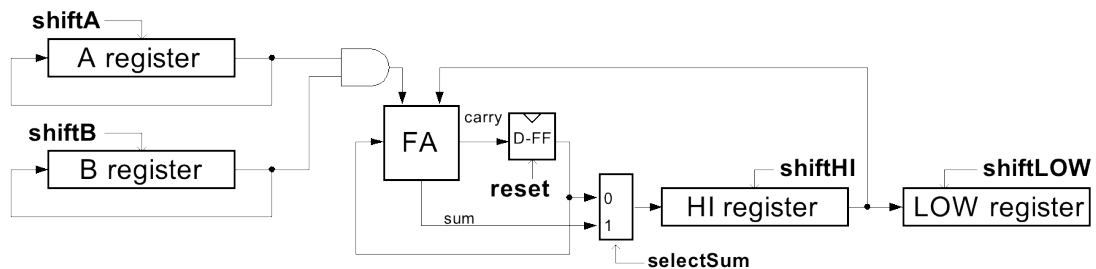 shiftA
A register
shiftB
B register
FA
carry
D-FF
reset
sum
0
1
selectSum
shiftHI
HI register
shiftLOW
LOW register